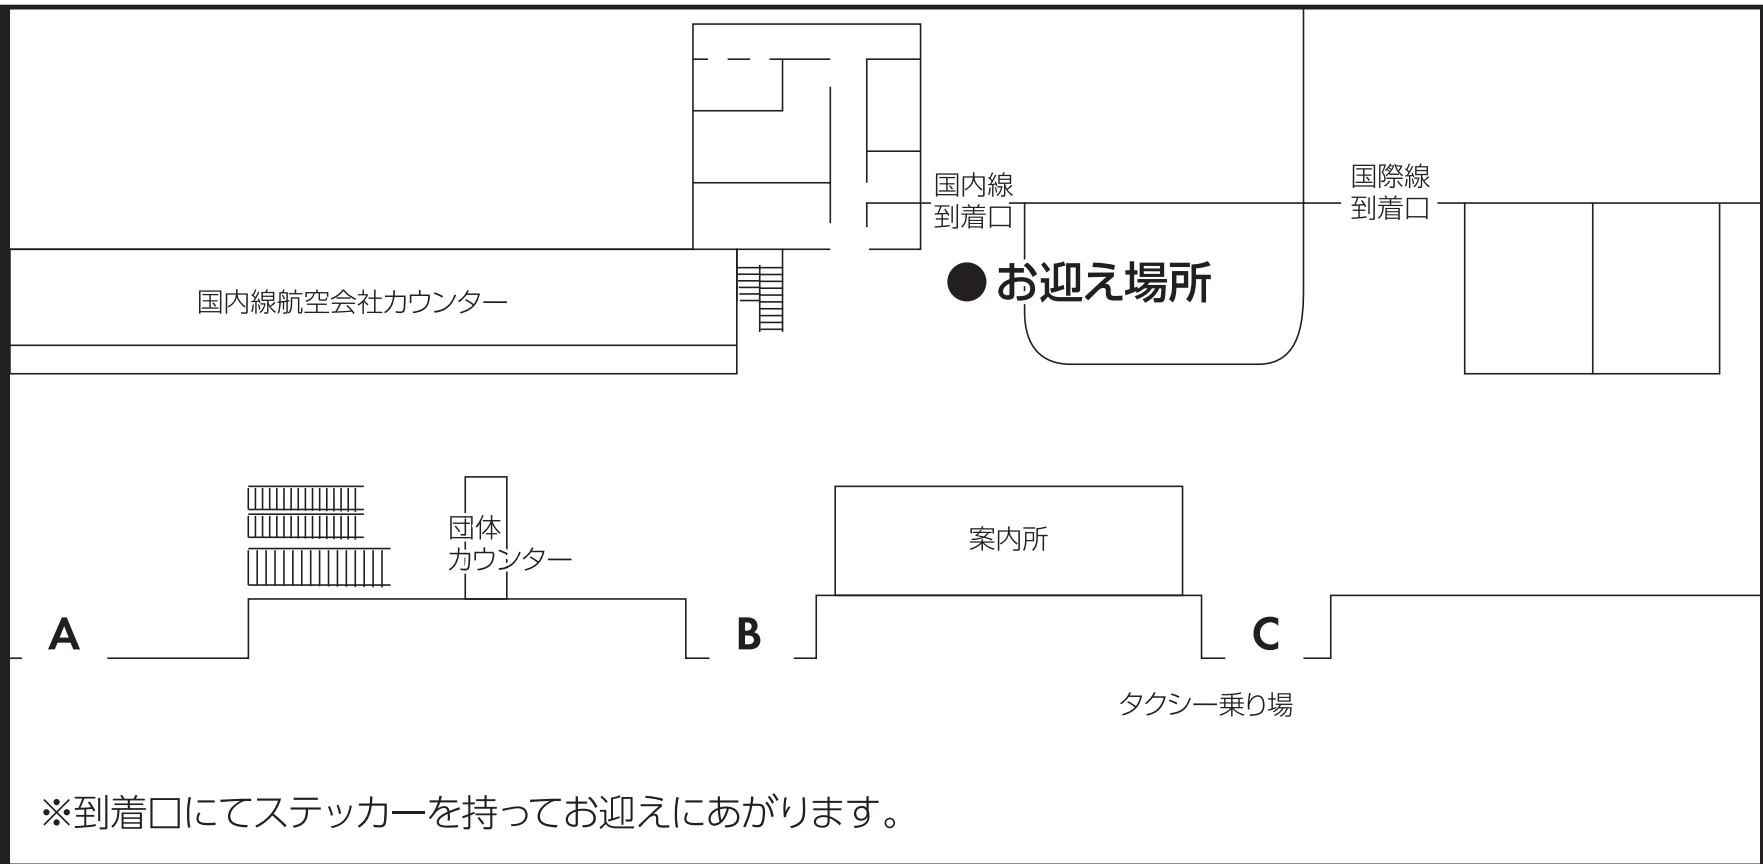 国内線
到着口
国際線
到着口
●お迎え場所
国内線航空会社カウンター
団体
カウンター
案内所
A
B
C
タクシー乗り場
※到着口にてステッカーを持ってお迎えにあがります。